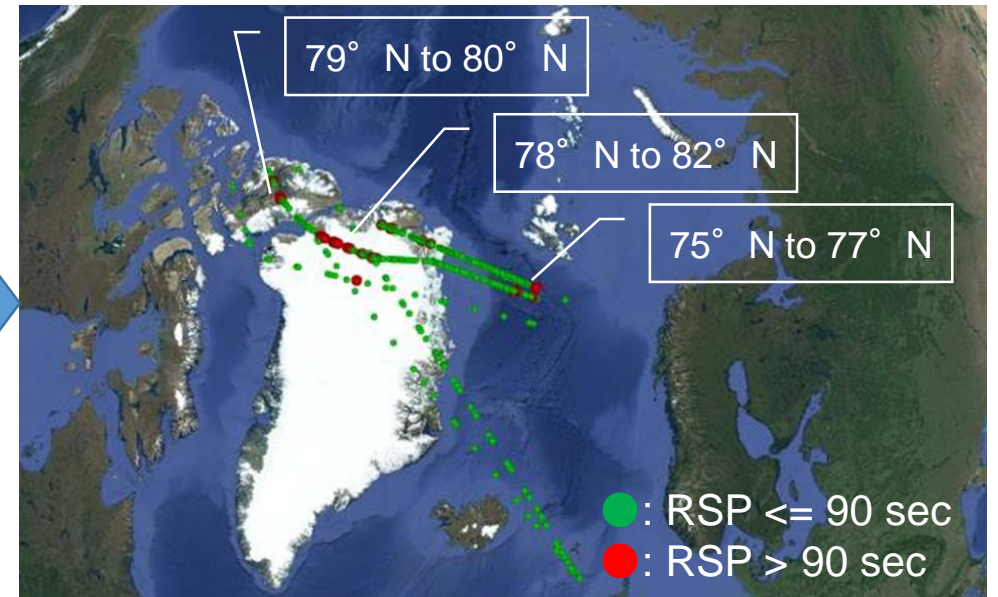 79° N to 80° N
78° N to 82° N
75° N to 77° N
: RSP <= 90 sec
: RSP > 90 sec